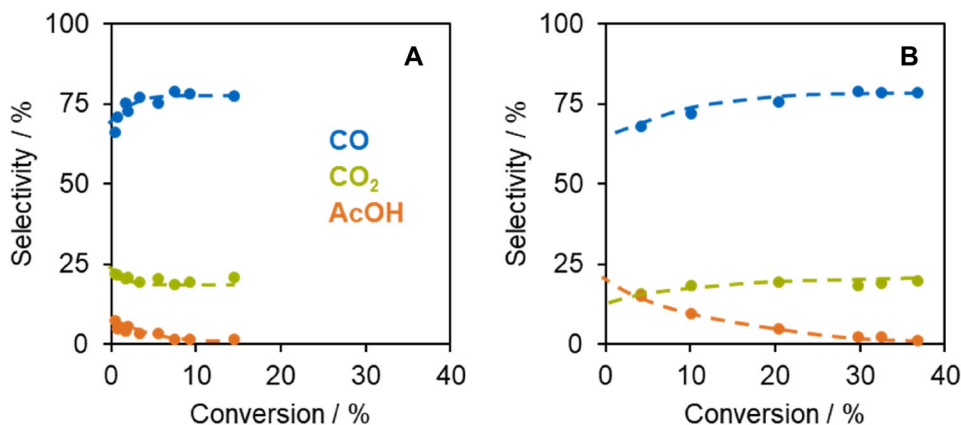 A
100
75
50
25
0
Selectivity / %
CO
CO₂
AcOH
0 10 20 30 40
Conversion / %
B
100
75
50
25
0
Selectivity / %
0 10 20 30 40
Conversion / %